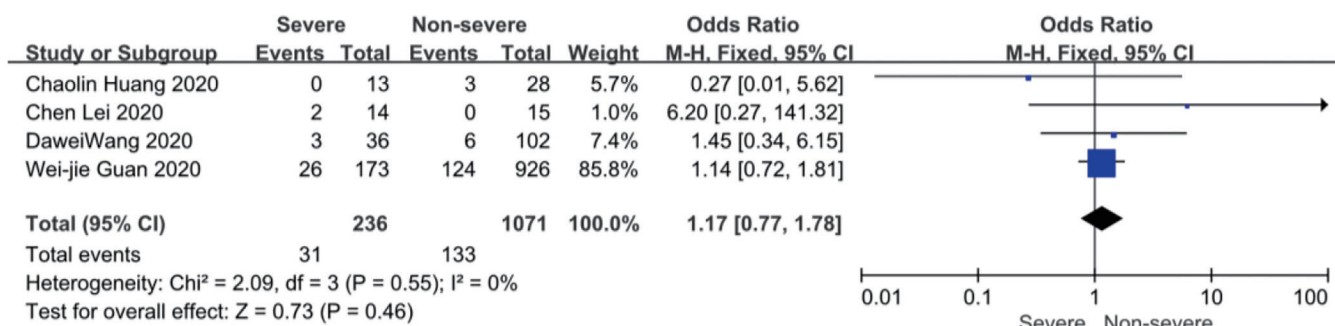 Severe Non-severe Odds Ratio Odds Ratio
Study or Subgroup Events Total Events Total Weight M-H, Fixed, 95% CI M-H, Fixed, 95% CI
Chaolin Huang 2020 0 13 3 28 5.7% 0.27 [0.01, 5.62]
Chen Lei 2020 2 14 0 15 1.0% 6.20 [0.27, 141.32]
DaweiWang 2020 3 36 6 102 7.4% 1.45 [0.34, 6.15]
Wei-jie Guan 2020 26 173 124 926 85.8% 1.14 [0.72, 1.81]
Total (95% CI) 236 1071 100.0% 1.17 [0.77, 1.78]
Total events 31 133
Heterogeneity: Chi² = 2.09, df = 3 (P = 0.55); I² = 0%
Test for overall effect: Z = 0.73 (P = 0.46)
0.01 0.1 1 10 100
Severe Non-severe